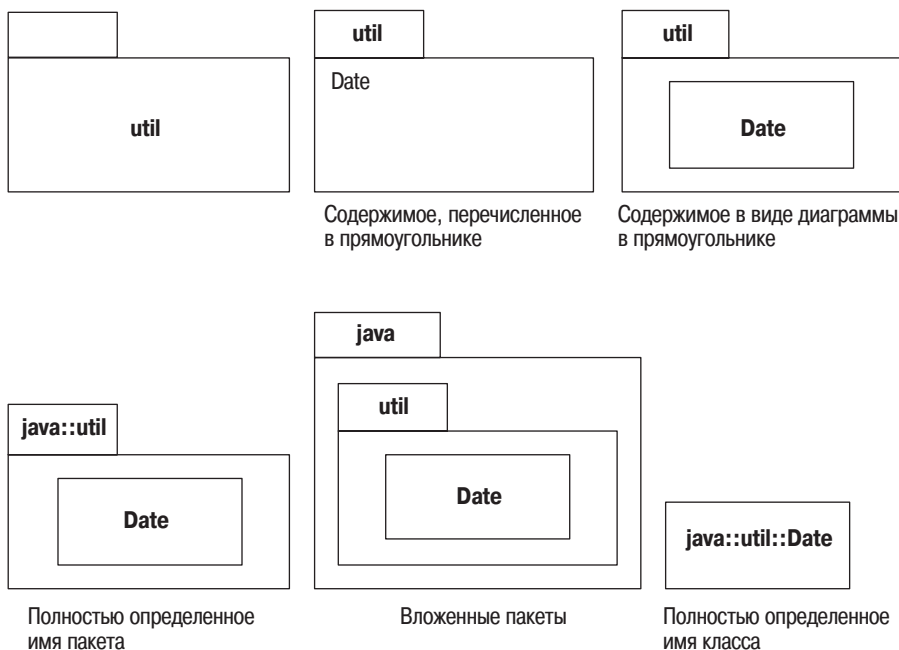 util
util
Date
Содержимое, перечисленное
в прямоугольнике
util
Date
Содержимое в виде диаграммы
в прямоугольнике
java::util
Date
Полностью определенное
имя пакета
java
util
Date
Вложенные пакеты
java::util::Date
Полностью определенное
имя класса